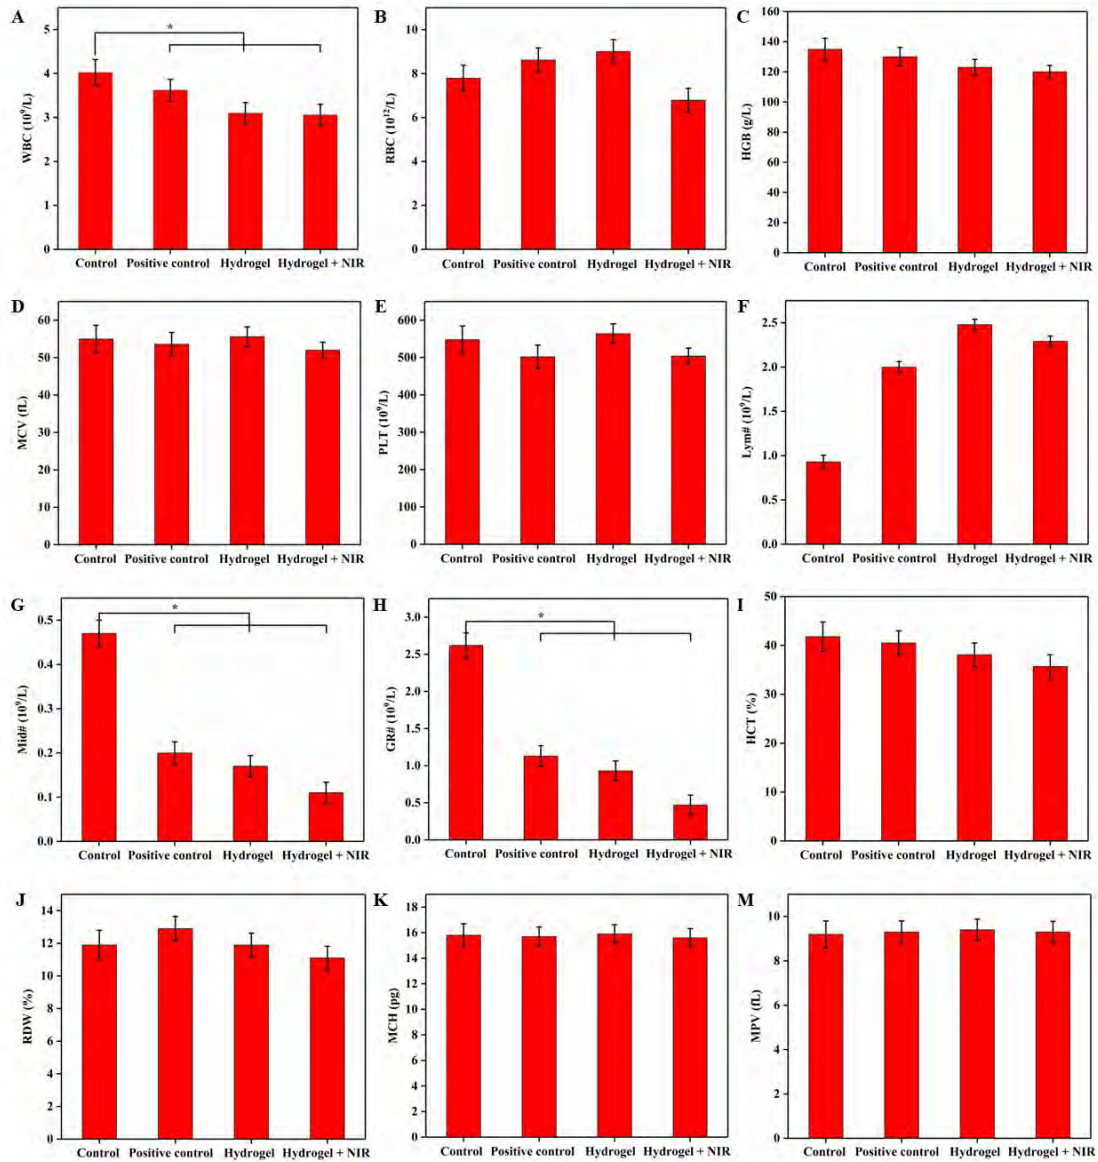 A
WBC (10⁹/L)
5
4
3
2
1
0
*
Control Positive control Hydrogel Hydrogel + NIR
B
RBC (10¹²/L)
10
8
6
4
2
0
Control Positive control Hydrogel Hydrogel + NIR
C
HGB (g/L)
160
140
120
100
80
60
40
20
0
Control Positive control Hydrogel Hydrogel + NIR
D
MCV (fL)
60
50
40
30
20
10
0
Control Positive control Hydrogel Hydrogel + NIR
E
PLT (10⁹/L)
600
500
400
300
200
100
0
Control Positive control Hydrogel Hydrogel + NIR
F
Lym# (10⁹/L)
2.5
2.0
1.5
1.0
0.5
0.0
Control Positive control Hydrogel Hydrogel + NIR
G
Mid# (10⁹/L)
0.5
0.4
0.3
0.2
0.1
0.0
*
Control Positive control Hydrogel Hydrogel + NIR
H
GR# (10⁹/L)
3.0
2.5
2.0
1.5
1.0
0.5
0.0
*
Control Positive control Hydrogel Hydrogel + NIR
I
HCT (%)
50
40
30
20
10
0
Control Positive control Hydrogel Hydrogel + NIR
J
RDW (%)
14
12
10
8
6
4
2
0
Control Positive control Hydrogel Hydrogel + NIR
K
MCH (pg)
18
16
14
12
10
8
6
4
2
0
Control Positive control Hydrogel Hydrogel + NIR
M
MPV (fL)
10
8
6
4
2
0
Control Positive control Hydrogel Hydrogel + NIR